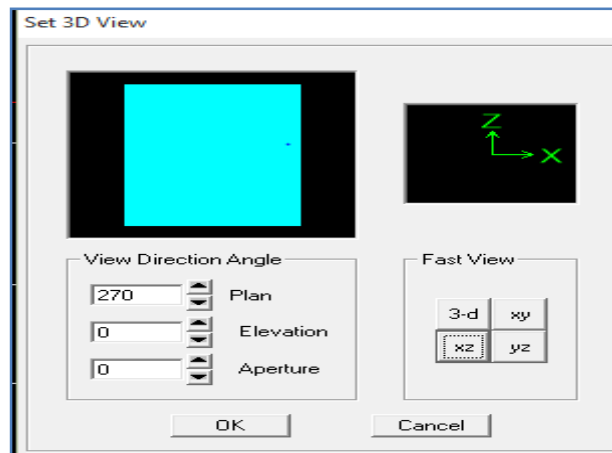 Set 3D View
Z
X
View Direction Angle
270 Plan
0 Elevation
0 Aperture
Fast View
3-d xy
xz yz
OK Cancel